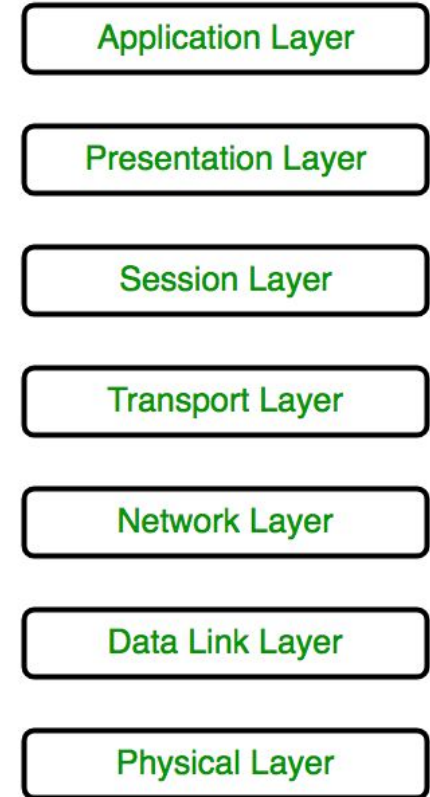 Application Layer
Presentation Layer
Session Layer
Transport Layer
Network Layer
Data Link Layer
Physical Layer